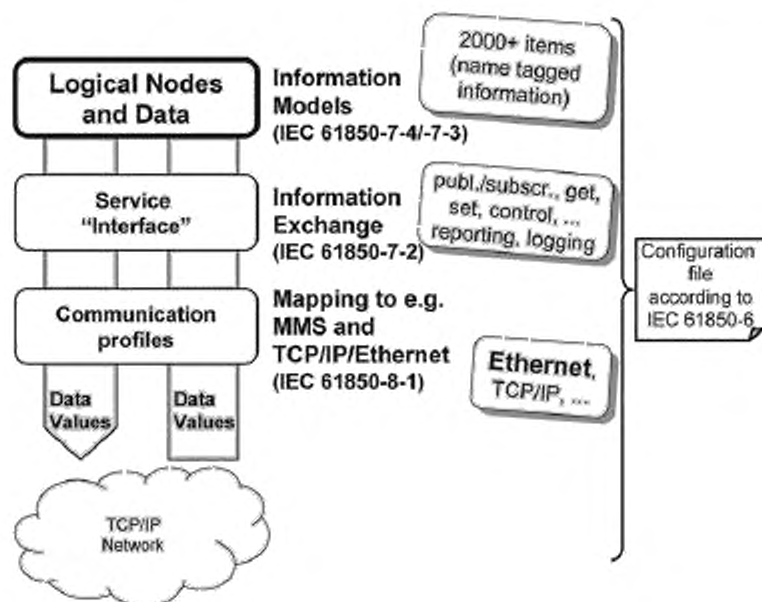 Logical Nodes
and Data
Information
Models
(IEC 61850-7-4/-7-3)
2000+ items
(name tagged
information)
Service
“Interface”
Information
Exchange
(IEC 61850-7-2)
publ./subscr., get,
set, control, ...
reporting, logging
Configuration
file
according to
IEC 61850-6
Communication
profiles
Mapping to e.g.
MMS and
TCP/IP/Ethernet
(IEC 61850-8-1)
Ethernet,
TCP/IP, ...
Data
Values
Data
Values
TCP/IP
Network